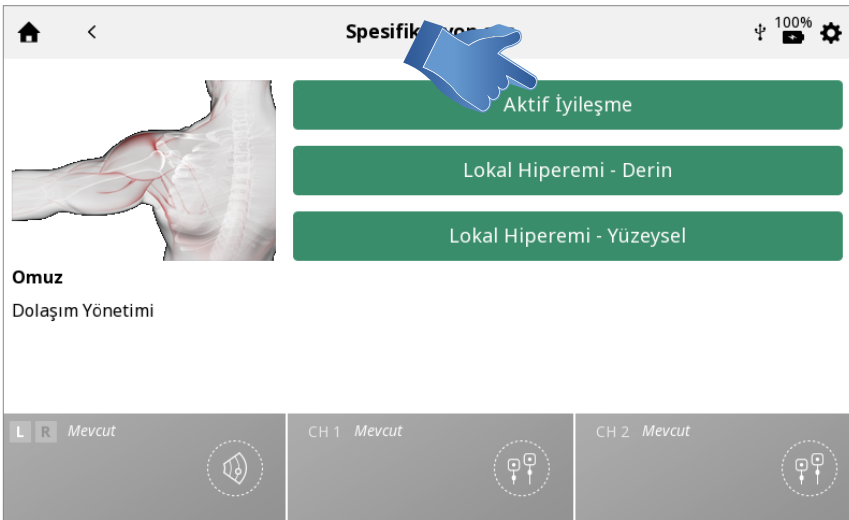 100%
Aktif İyileşme
Lokal Hiperemi - Derin
Lokal Hiperemi - Yüzeysel
Omuz
Dolaşım Yönetimi
L R Mevcut
CH 1 Mevcut
CH 2 Mevcut